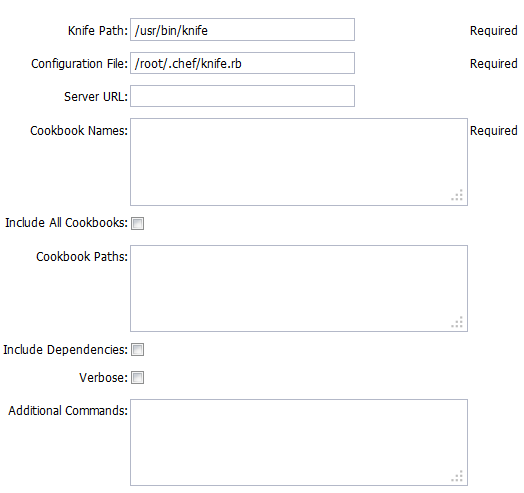 Knife Path: /usr/bin/knife Required
Configuration File: /root/.chef/knife.rb Required
Server URL:
Cookbook Names: Required
Include All Cookbooks:
Cookbook Paths:
Include Dependencies:
Verbose:
Additional Commands: